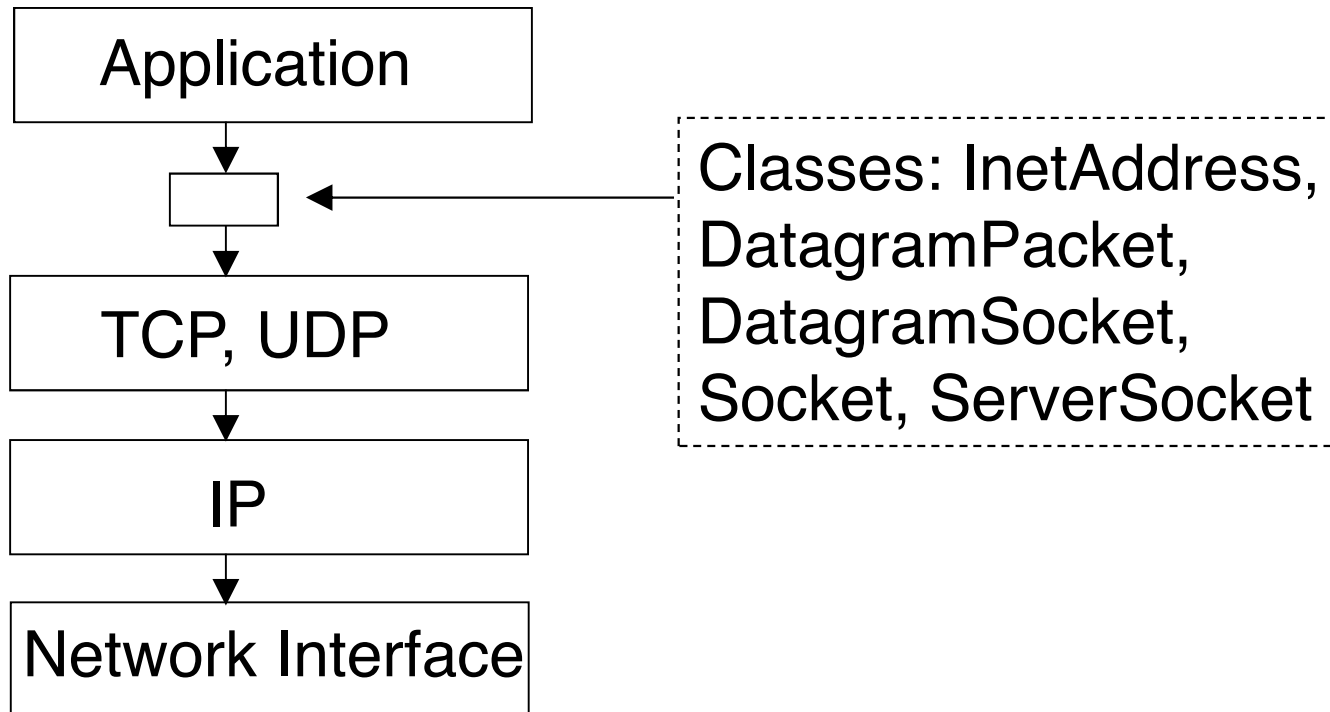 Application
Classes: InetAddress,
DatagramPacket,
DatagramSocket,
Socket, ServerSocket
TCP, UDP
IP
Network Interface